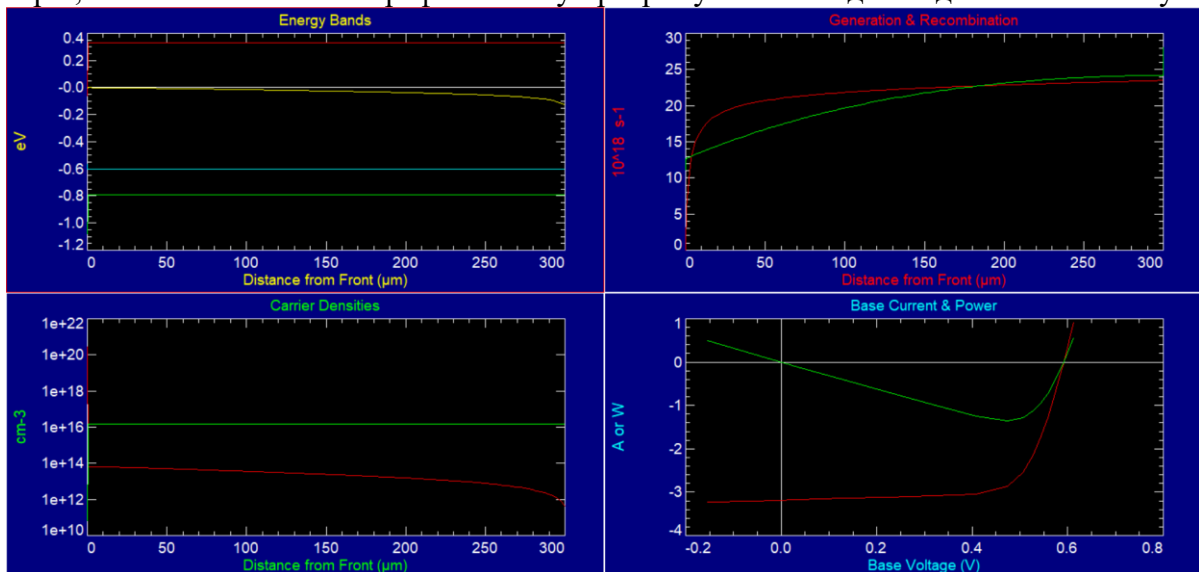 Energy Bands
0.4
0.2
-0.0
-0.2
-0.4
-0.6
-0.8
-1.0
-1.2
eV
0 50 100 150 200 250 300
Distance from Front (µm)
Generation & Recombination
30
25
20
15
10
5
0
10^18 s-1
0 50 100 150 200 250 300
Distance from Front (µm)
Carrier Densities
1e+22
1e+20
1e+18
1e+16
1e+14
1e+12
1e+10
cm-3
0 50 100 150 200 250 300
Distance from Front (µm)
Base Current & Power
1
0
-1
-2
-3
-4
A or W
-0.2 0.0 0.2 0.4 0.6 0.8
Base Voltage (V)